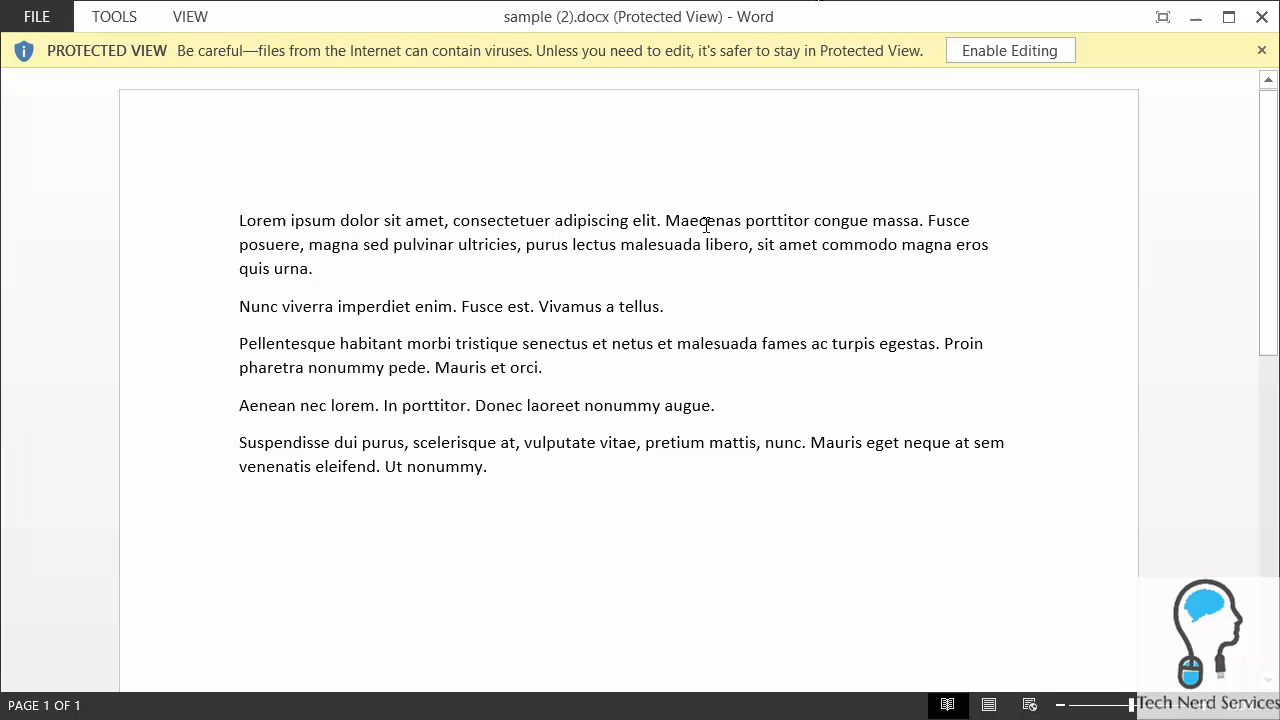 FILE TOOLS VIEW sample (2).docx (Protected View) - Word
PROTECTED VIEW Be careful—files from the Internet can contain viruses. Unless you need to edit, it's safer to stay in Protected View. Enable Editing
Lorem ipsum dolor sit amet, consectetuer adipiscing elit. Maecenas porttitor congue massa. Fusce
posuere, magna sed pulvinar ultricies, purus lectus malesuada libero, sit amet commodo magna eros
quis urna.
Nunc viverra imperdiet enim. Fusce est. Vivamus a tellus.
Pellentesque habitant morbi tristique senectus et netus et malesuada fames ac turpis egestas. Proin
pharetra nonummy pede. Mauris et orci.
Aenean nec lorem. In porttitor. Donec laoreet nonummy augue.
Suspendisse dui purus, scelerisque at, vulputate vitae, pretium mattis, nunc. Mauris eget neque at sem
venenatis eleifend. Ut nonummy.
PAGE 1 OF 1
Tech Nerd Services